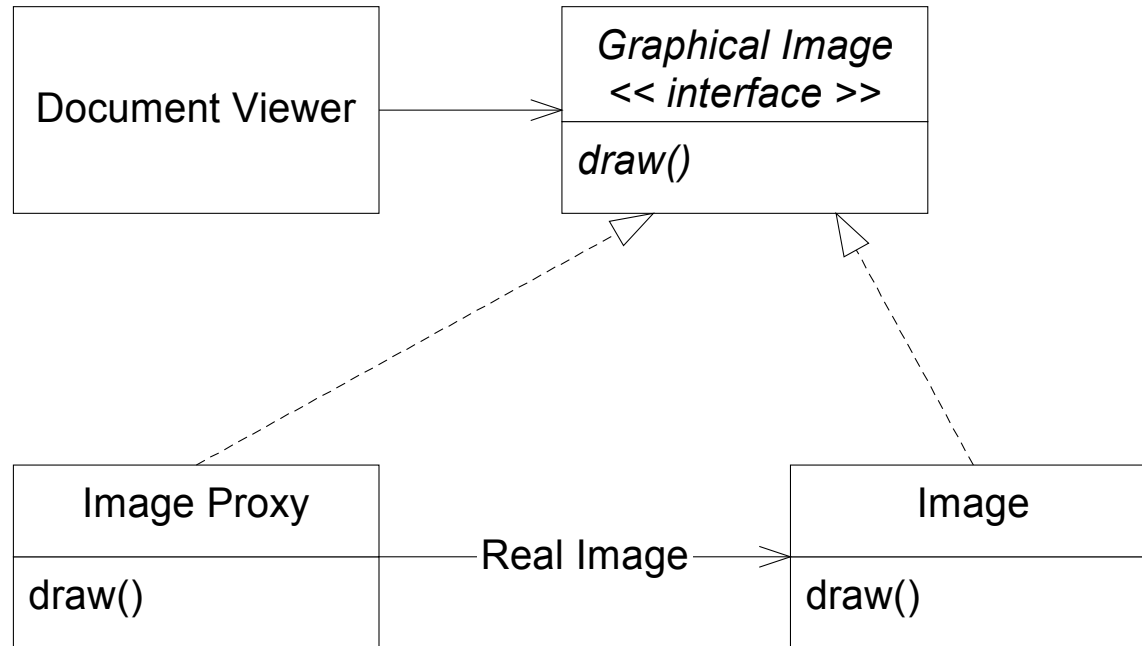 Document Viewer
Graphical Image
<< interface >>
draw()
Image Proxy
draw()
Real Image
Image
draw()